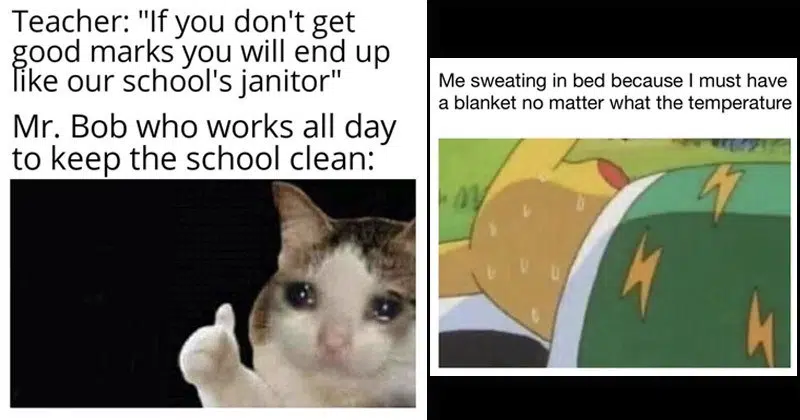 Teacher: "If you don't get
good marks you will end up
like our school's janitor"
Mr. Bob who works all day
to keep the school clean:
Me sweating in bed because I must have
a blanket no matter what the temperature